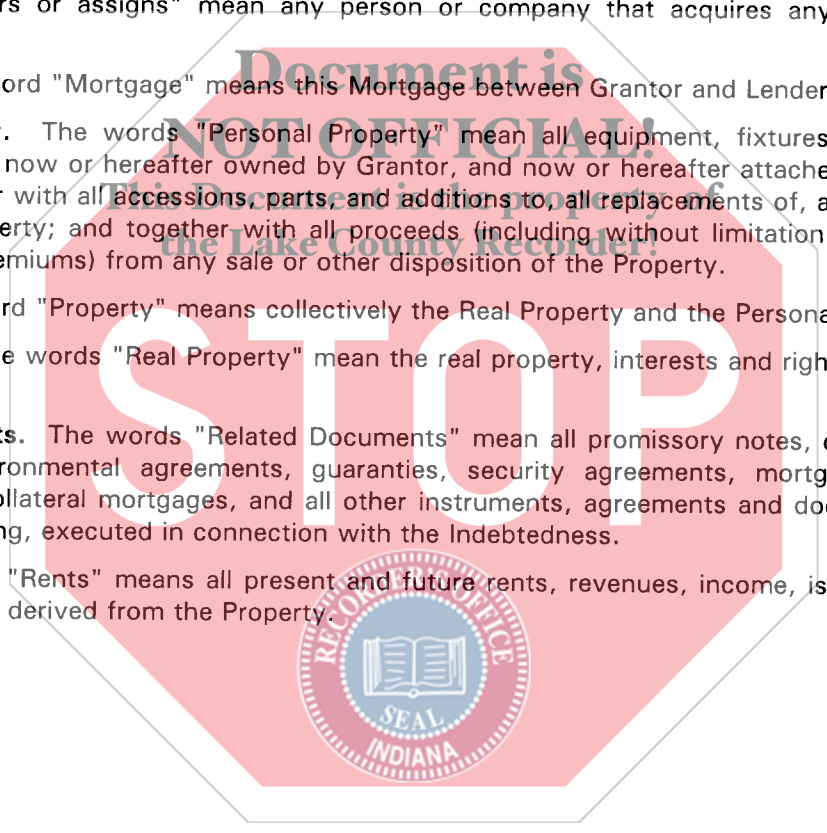 rs or assigns" mean any person or company that acquires any
Document is
ord "Mortgage" means this Mortgage between Grantor and Lender
NOT OFFICIAL!
. The words "Personal Property" mean all equipment, fixtures
now or hereafter owned by Grantor, and now or hereafter attache
This Document is the property of
r with all accessions, parts, and additions to, all replacements of, a
erty; and together with all proceeds (including without limitation
the Lake County Recorder!
emiums) from any sale or other disposition of the Property.
rd "Property" means collectively the Real Property and the Persona
e words "Real Property" mean the real property, interests and righ
STOP
ts. The words "Related Documents" mean all promissory notes, c
ronmental agreements, guaranties, security agreements, mortg
ollateral mortgages, and all other instruments, agreements and doc
ng, executed in connection with the Indebtedness.
"Rents" means all present and future rents, revenues, income, is
derived from the Property.
RECORDER'S OFFICE
SEAL
INDIANA